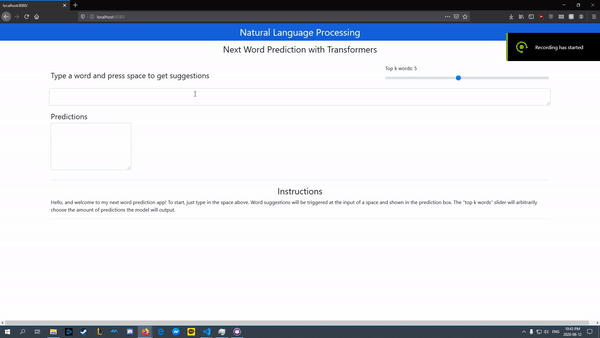 localhost:8080/
localhost:8080
Natural Language Processing
Recording has started
Next Word Prediction with Transformers
Top k words: 5
Type a word and press space to get suggestions
Predictions
Instructions
Hello, and welcome to my next word prediction app! To start, just type in the space above. Word suggestions will be triggered at the input of a space and shown in the prediction box. The "top k words" slider will arbitrarily
choose the amount of predictions the model will output.
10:43 PM
ENG
2020-08-12